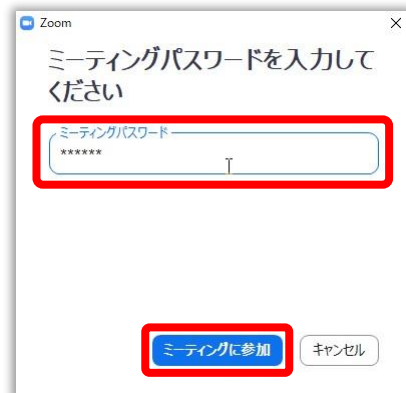 Zoom
ミーティングパスワードを入力して
ください
ミーティングパスワード
******
ミーティングに参加
キャンセル